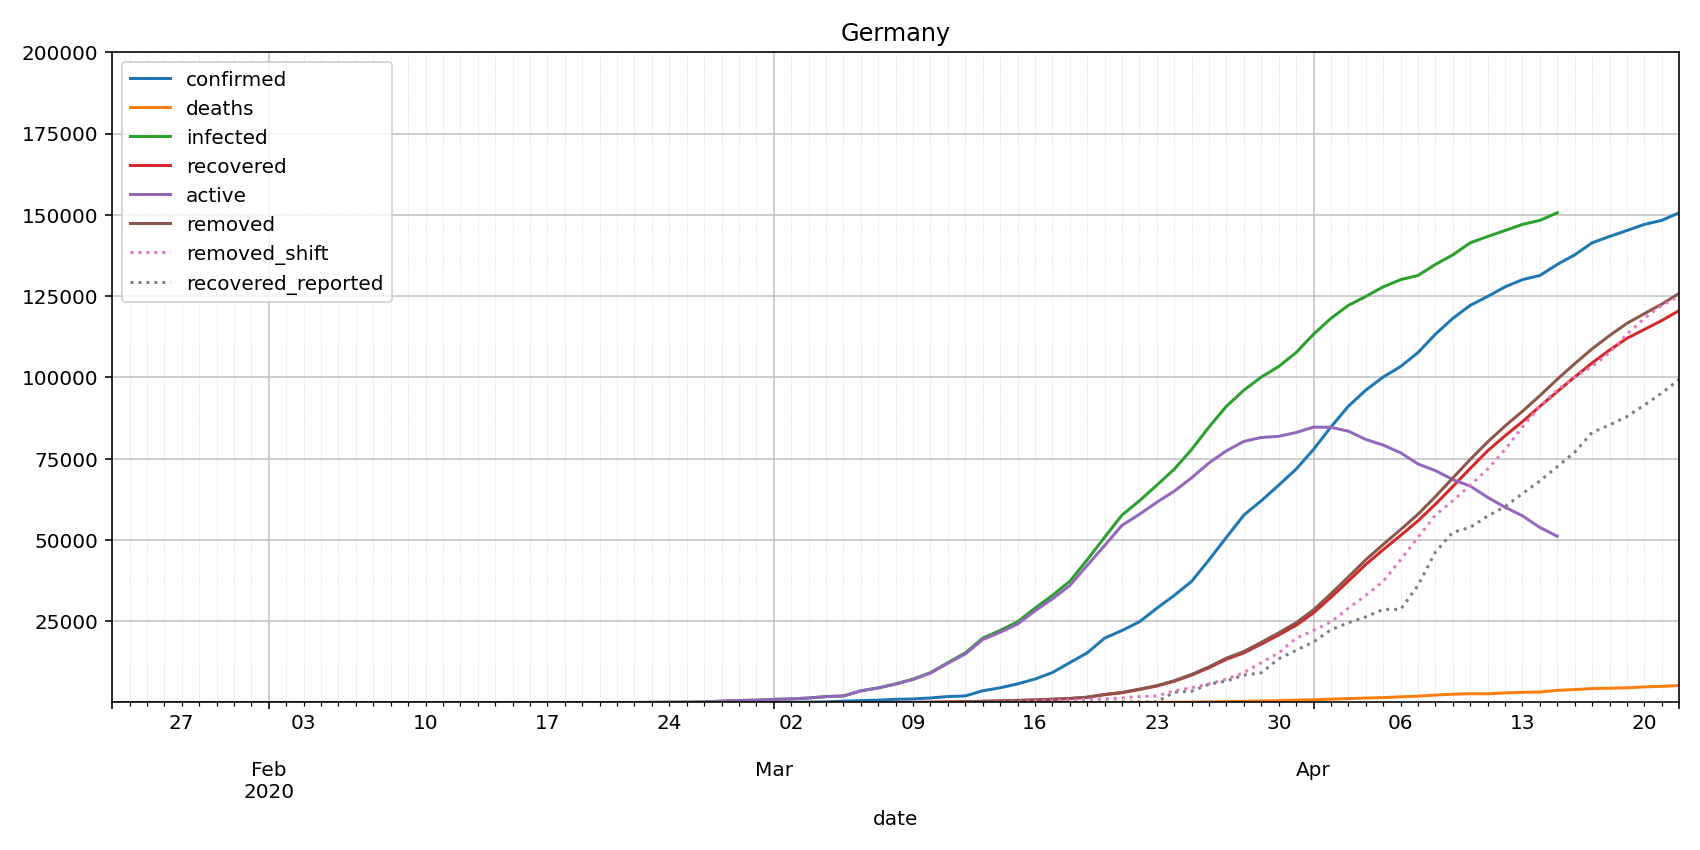 Germany
200000
175000
150000
125000
100000
75000
50000
25000
confirmed
deaths
infected
recovered
active
removed
removed_shift
recovered_reported
27 03 10 17 24 02 09 16 23 30 06 13 20
Feb Mar Apr
2020
date